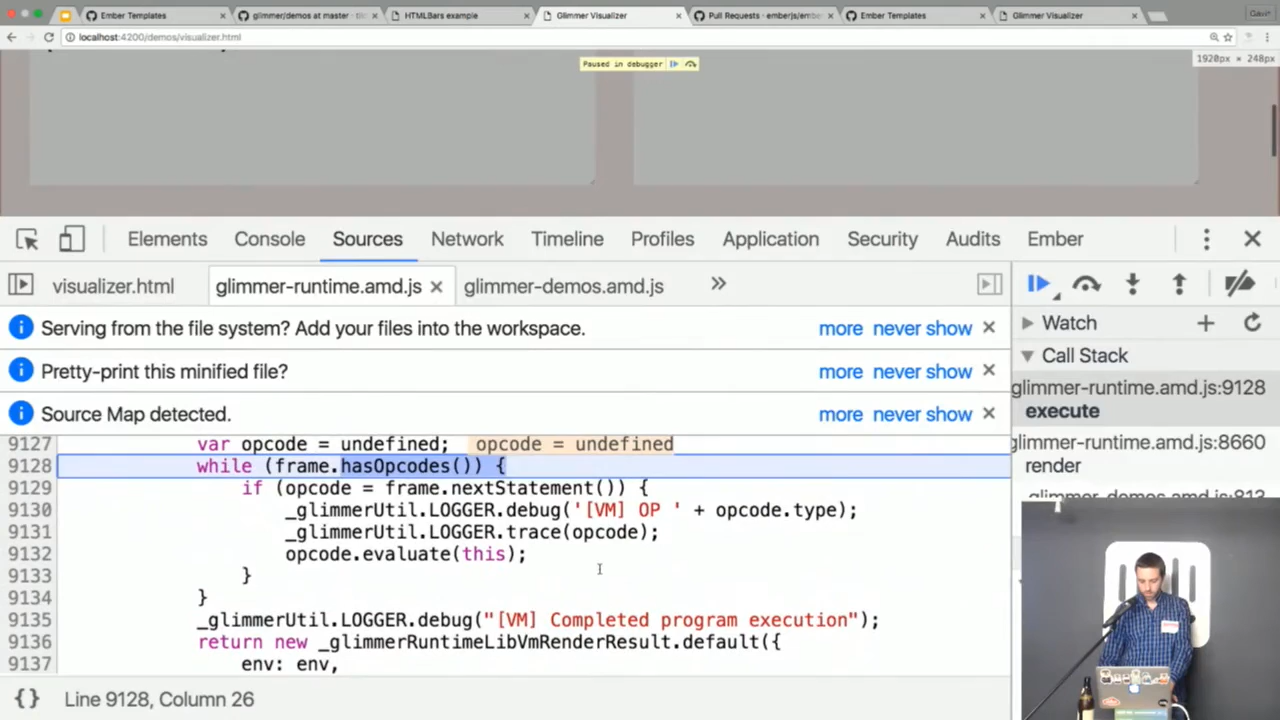 Ember Templates
glimmer/demos at master · til
HTMLBars example
Glimmer Visualizer
Pull Requests · emberjs/embe
Ember Templates
Glimmer Visualizer
localhost:4200/demos/visualizer.html
Paused in debugger
1920px × 248px
Elements
Console
Sources
Network
Timeline
Profiles
Application
Security
Audits
Ember
visualizer.html
glimmer-runtime.amd.js
glimmer-demos.amd.js
Serving from the file system? Add your files into the workspace. more never show
Pretty-print this minified file? more never show
Source Map detected. more never show
9127 var opcode = undefined; opcode = undefined
9128 while (frame.hasOpcodes()) {
9129 if (opcode = frame.nextStatement()) {
9130 _glimmerUtil.LOGGER.debug('[VM] OP ' + opcode.type);
9131 _glimmerUtil.LOGGER.trace(opcode);
9132 opcode.evaluate(this);
9133 }
9134 }
9135 _glimmerUtil.LOGGER.debug("[VM] Completed program execution");
9136 return new _glimmerRuntimeLibVmRenderResult.default({
9137 env: env,
{} Line 9128, Column 26
Watch
Call Stack
glimmer-runtime.amd.js:9128
execute
glimmer-runtime.amd.js:8660
render
glimmer-demos.amd.js:812